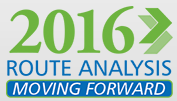 2016
ROUTE ANALYSIS
MOVING FORWARD